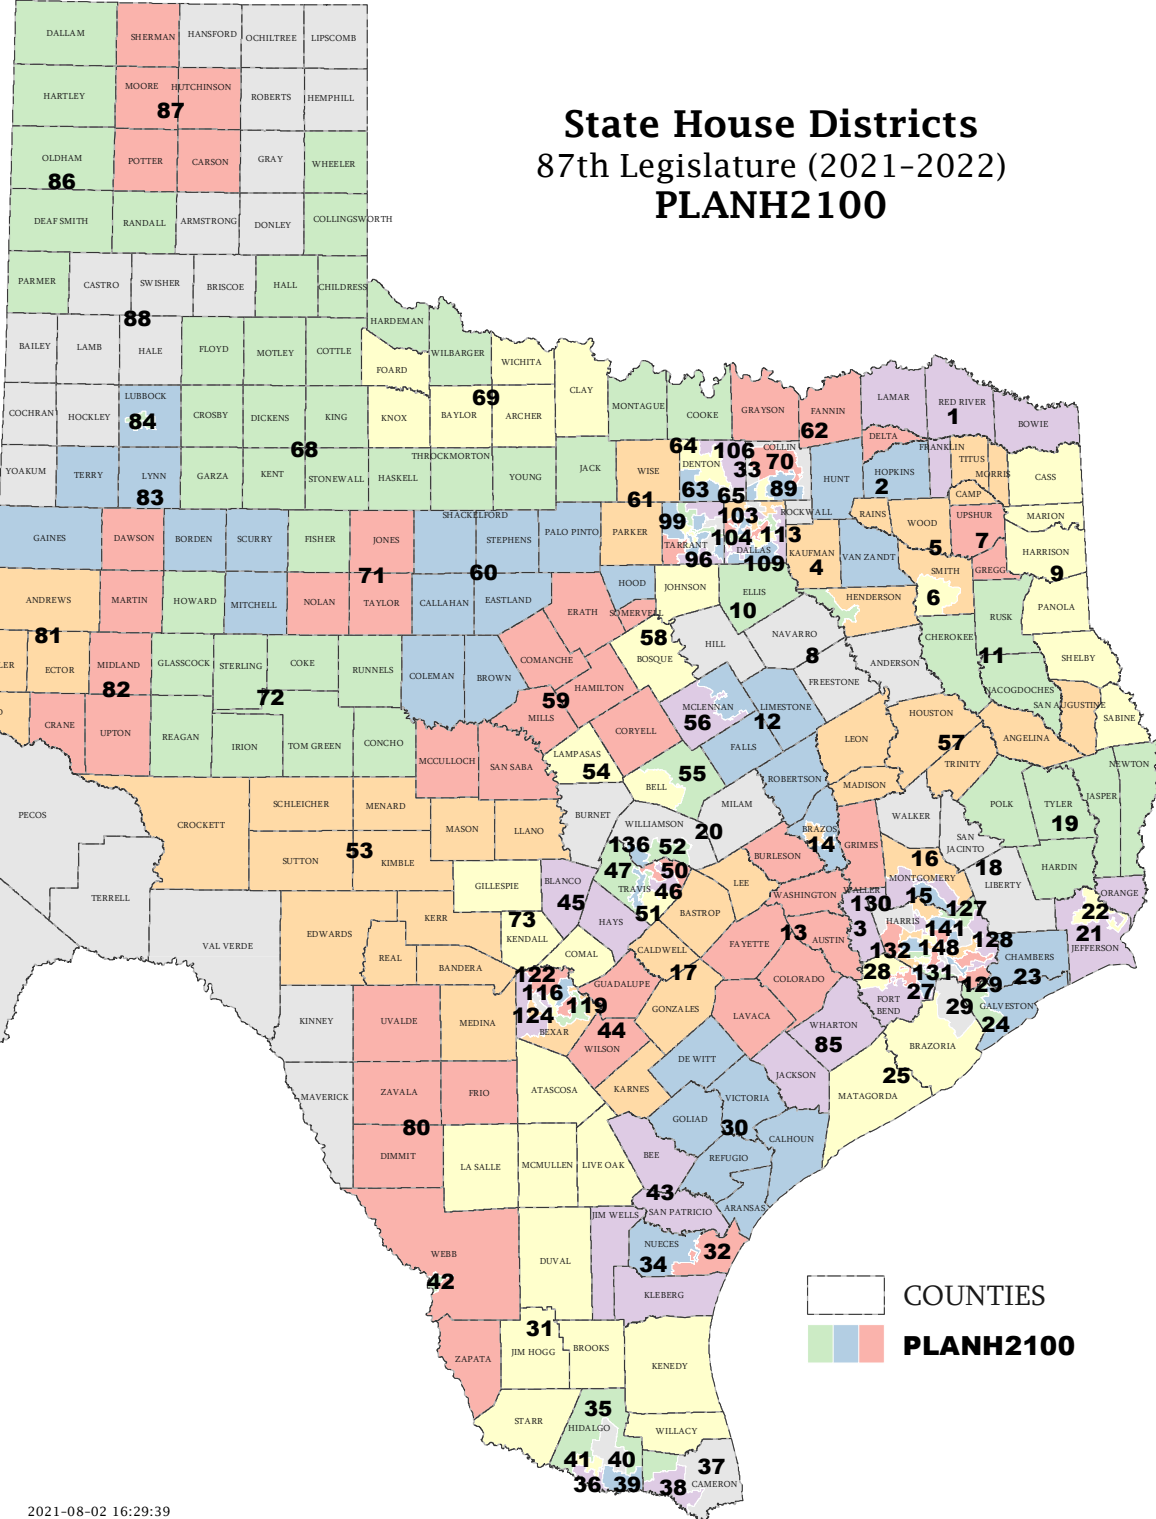 State House Districts
87th Legislature (2021–2022)
PLANH2100
DALLAM
SHERMAN
HANSFORD
OCHILTREE
LIPSCOMB
HARTLEY
MOORE
HUTCHINSON
ROBERTS
HEMPHILL
87
OLDHAM
POTTER
CARSON
GRAY
WHEELER
86
DEAF SMITH
RANDALL
ARMSTRONG
DONLEY
COLLINGSWORTH
PARMER
CASTRO
SWISHER
BRISCOE
HALL
CHILDRESS
88
HARDEMAN
BAILEY
LAMB
HALE
FLOYD
MOTLEY
COTTLE
FOARD
WILBARGER
WICHITA
CLAY
69
COCHRAN
HOCKLEY
LUBBOCK
84
CROSBY
DICKENS
KING
KNOX
BAYLOR
ARCHER
MONTAGUE
COOKE
GRAYSON
FANNIN
62
LAMAR
RED RIVER
1
BOWIE
68
YOAKUM
TERRY
LYNN
83
GARZA
KENT
STONEWALL
HASKELL
THROCKMORTON
YOUNG
JACK
WISE
61
64
DENTON
63
106
33
65
COLLIN
70
89
HUNT
DELTA
HOPKINS
2
FRANKLIN
TITUS
MORRIS
CAMP
CASS
GAINES
DAWSON
BORDEN
SCURRY
FISHER
JONES
SHACKELFORD
STEPHENS
PALO PINTO
PARKER
99
TARRANT
96
103
104
DALLAS
113
109
ROCKWALL
KAUFMAN
4
RAINS
VAN ZANDT
WOOD
5
UPSHUR
7
MARION
HARRISON
9
GREGG
SMITH
6
71
60
ANDREWS
81
MARTIN
HOWARD
MITCHELL
NOLAN
TAYLOR
CALLAHAN
EASTLAND
HOOD
ERATH
SOMERVELL
JOHNSON
ELLIS
10
HENDERSON
RUSK
PANOLA
CHEROKEE
11
ECTOR
MIDLAND
82
GLASSCOCK
STERLING
COKE
RUNNELS
72
COLEMAN
BROWN
COMANCHE
59
HAMILTON
MILLS
58
BOSQUE
HILL
NAVARRO
8
FREESTONE
ANDERSON
SHELBY
NACOGDOCHES
SAN AUGUSTINE
SABINE
CRANE
UPTON
REAGAN
IRION
TOM GREEN
CONCHO
MCCULLOCH
SAN SABA
LAMPASAS
54
CORYELL
MCLENNAN
56
LIMESTONE
12
FALLS
55
BELL
LEON
HOUSTON
57
TRINITY
ANGELINA
ROBERTSON
MADISON
NEWTON
JASPER
PECOS
TERRELL
CROCKETT
SCHLEICHER
MENARD
SUTTON
53
KIMBLE
MASON
LLANO
BURNET
MILAM
20
WILLIAMSON
136
52
47
TRAVIS
50
46
51
BRAZOS
14
BURLESON
GRIMES
WALKER
SAN
JACINTO
POLK
TYLER
19
HARDIN
18
LIBERTY
16
MONTGOMERY
15
GILLESPIE
BLANCO
45
HAYS
73
KENDALL
COMAL
LEE
BASTROP
WASHINGTON
WALLER
130
3
HARRIS
127
141
148
128
132
28
131
27
129
29
ORANGE
22
21
JEFFERSON
CHAMBERS
23
GALVESTON
24
VAL VERDE
EDWARDS
REAL
KERR
BANDERA
CALDWELL
17
FAYETTE
13
AUSTIN
COLORADO
122
116
124
119
BEXAR
GUADALUPE
44
WILSON
GONZALES
LAVACA
WHARTON
85
FORT
BEND
BRAZORIA
25
MATAGORDA
KINNEY
UVALDE
MEDINA
MAVERICK
ZAVALA
FRIO
80
ATASCOSA
KARNES
DE WITT
JACKSON
VICTORIA
GOLIAD
30
CALHOUN
REFUGIO
DIMMIT
LA SALLE
MCMULLEN
LIVE OAK
BEE
43
SAN PATRICIO
ARANSAS
JIM WELLS
NUECES
34
32
WEBB
42
DUVAL
KLEBERG
31
ZAPATA
JIM HOGG
BROOKS
KENEDY
STARR
35
HIDALGO
WILLACY
41
40
36
39
38
37
CAMERON
COUNTIES
PLANH2100
2021-08-02 16:29:39